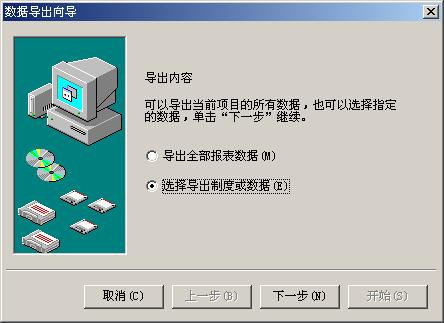 数据导出向导
导出内容
可以导出当前项目的所有数据，也可以选择指定
的数据，单击“下一步”继续。
导出全部报表数据(M)
选择导出制度或数据(E)
取消(C)
上一步(B)
下一步(N)
开始(S)